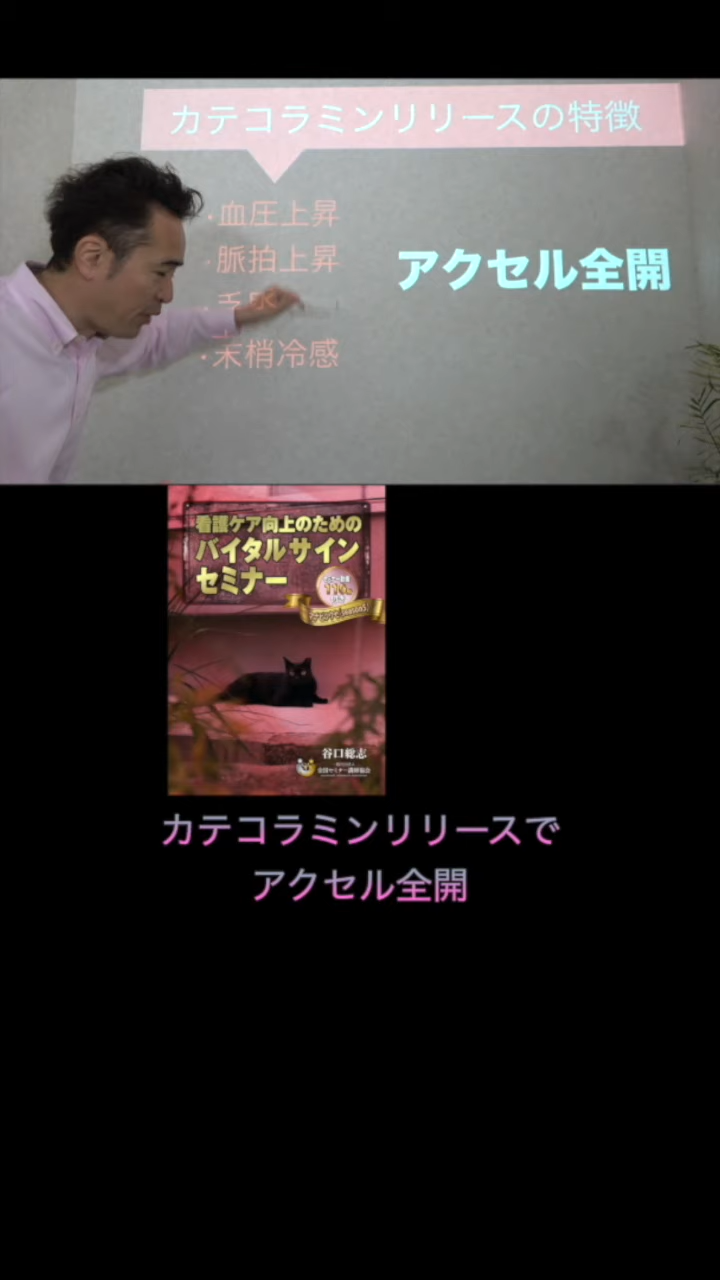 カテコラミンリリースの特徴
・血圧上昇
・脈拍上昇
・末梢冷感
アクセル全開
看護ケア向上のための
バイタルサイン
セミナー
谷口総志
カテコラミンリリースで
アクセル全開